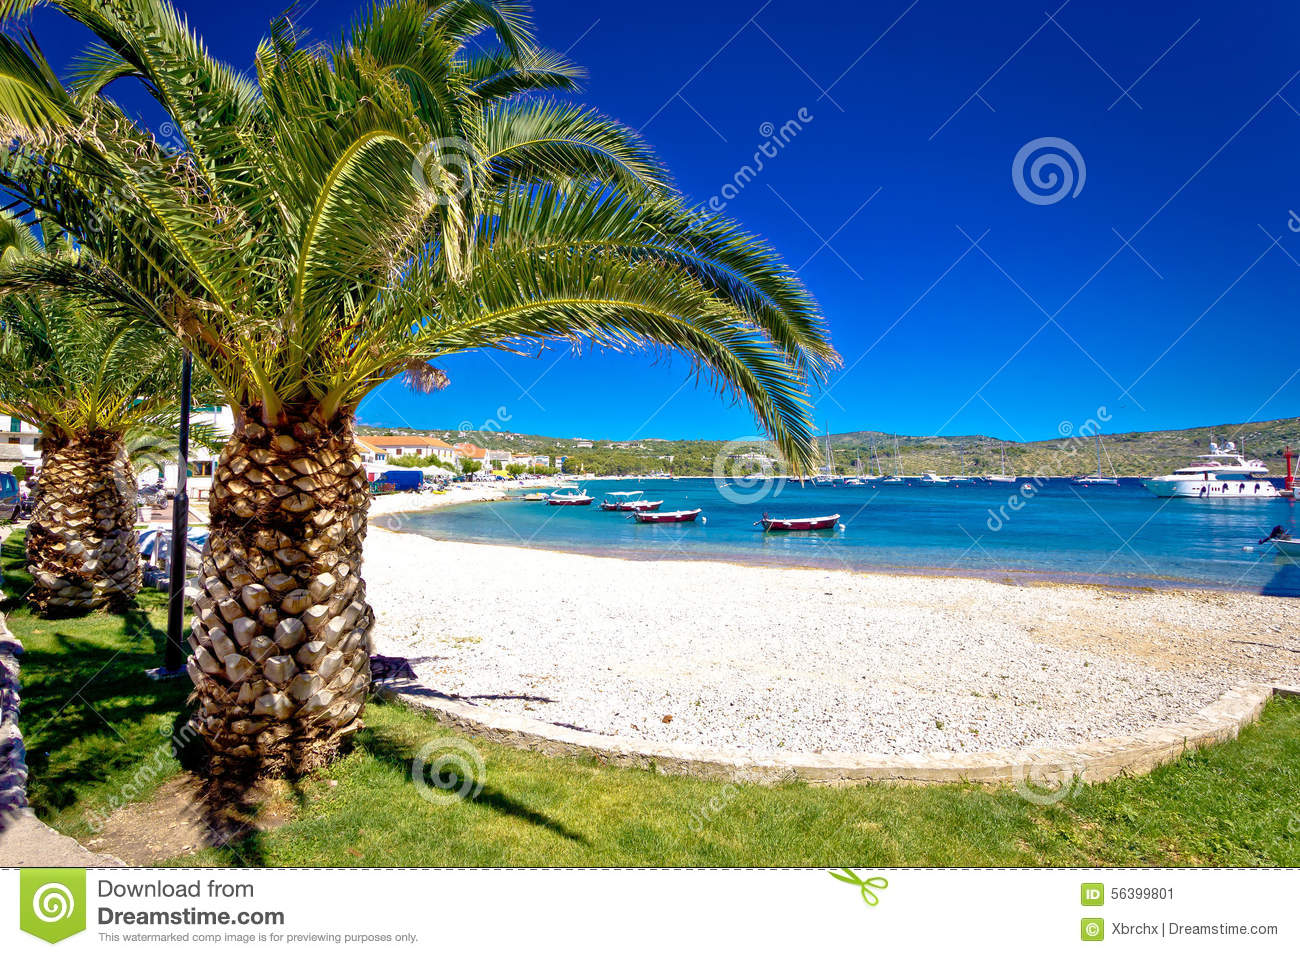 Download from
Dreamstime.com
This watermarked comp image is for previewing purposes only.
ID 56399801
© Xbrchx | Dreamstime.com